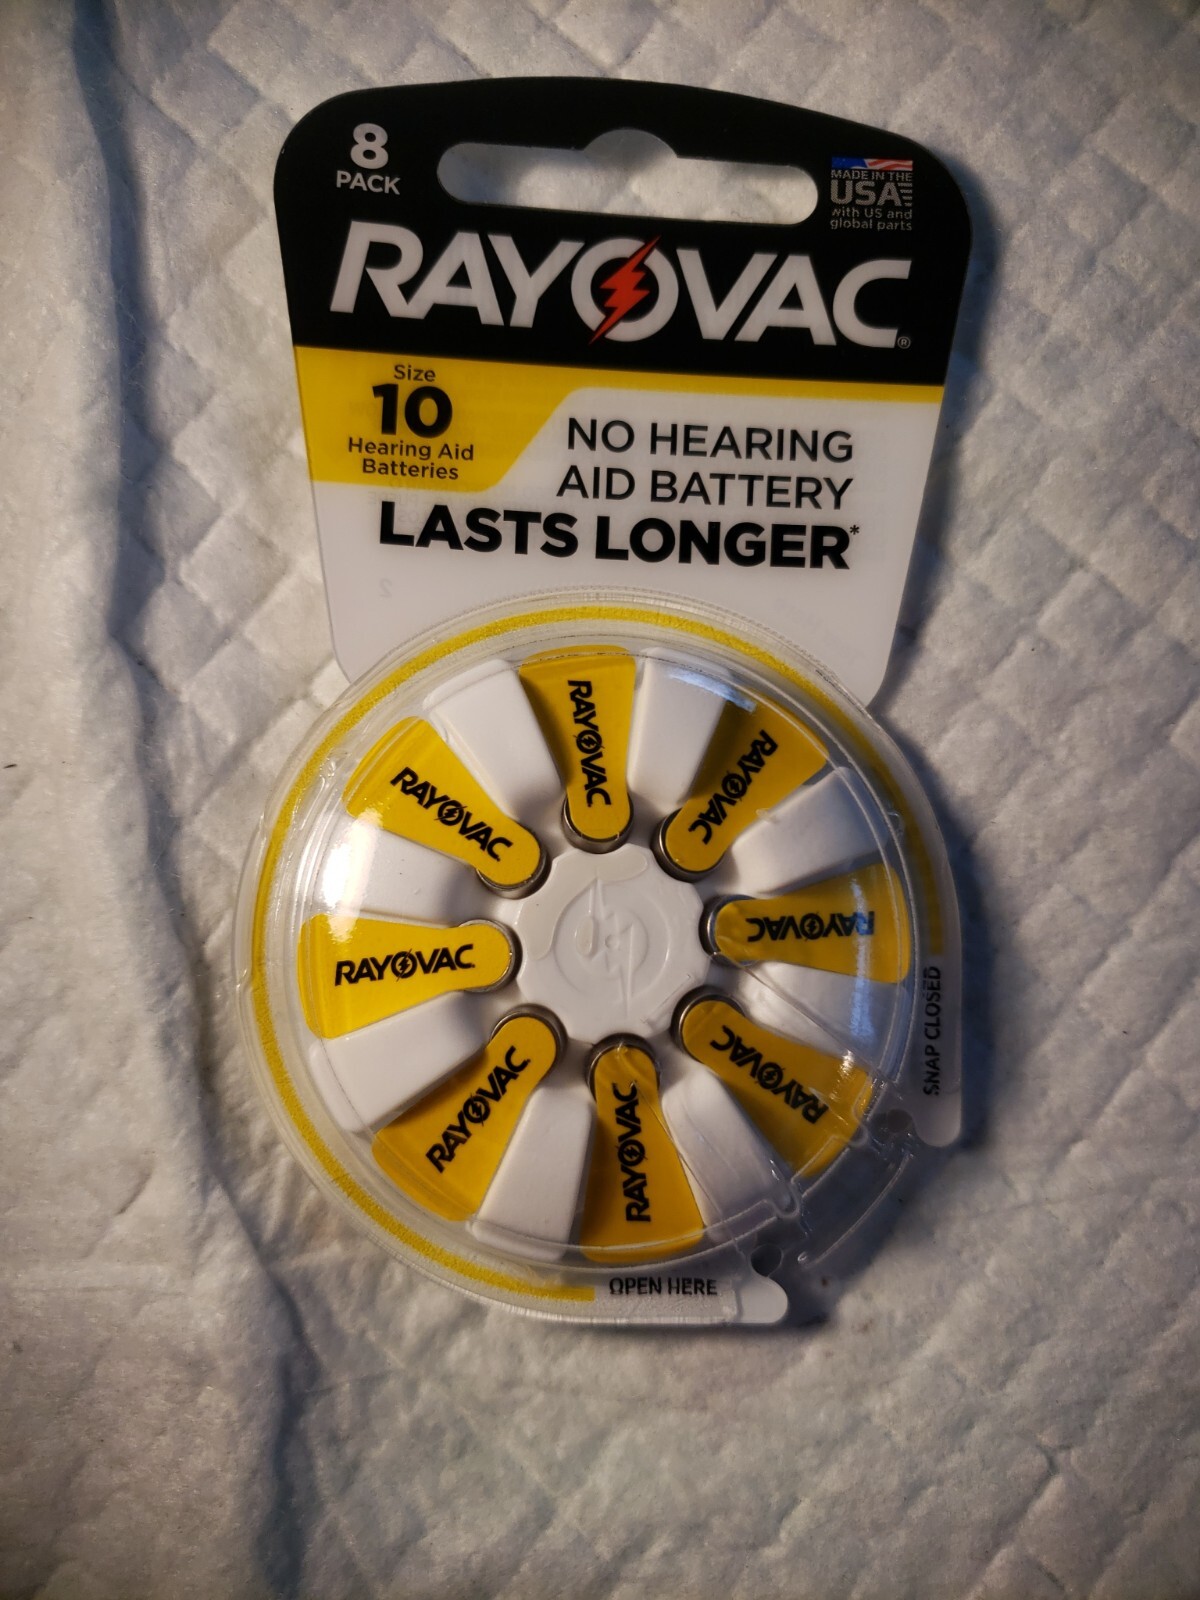 8
PACK
MADE IN THE
USA
with US and
global parts
RAYOVAC®
Size
10
Hearing Aid
Batteries
NO HEARING
AID BATTERY
LASTS LONGER*
RAYOVAC
RAYOVAC
RAYOVAC
RAYOVAC
RAYOVAC
RAYOVAC
RAYOVAC
RAYOVAC
SNAP CLOSED
OPEN HERE